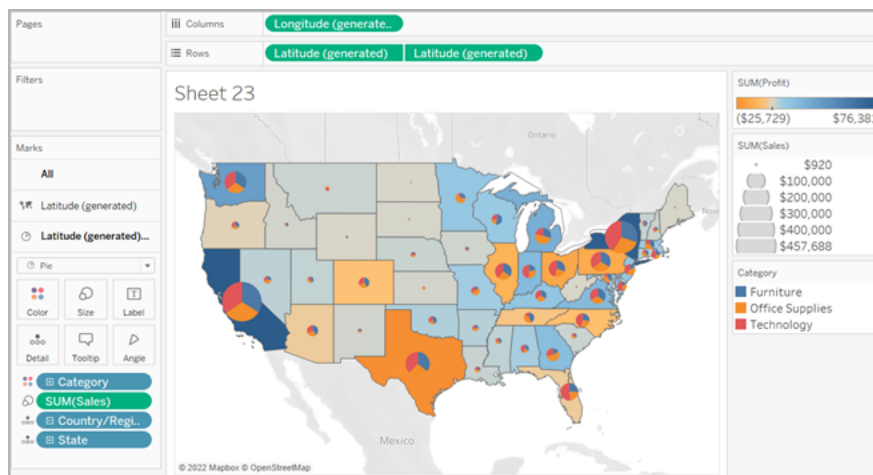 Pages
Filters
Marks
All
Latitude (generated)
Latitude (generated)...
Pie
Color
Size
Label
Detail
Tooltip
Angle
Category
SUM(Sales)
Country/Regi..
State
Columns
Longitude (generate..
Rows
Latitude (generated) Latitude (generated)
Sheet 23
Ontario
Mexico
© 2022 Mapbox © OpenStreetMap
SUM(Profit)
($25,729)
SUM(Sales)
$920
$100,000
$200,000
$300,000
$400,000
$457,688
Category
Furniture
Office Supplies
Technology